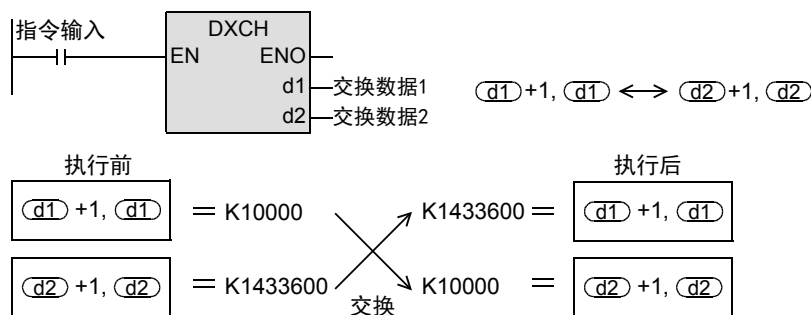 指令输入
DXCH
EN ENO
d1 交换数据1
d2 交换数据2
d1+1, d1 ↔ d2+1, d2
执行前 执行后
d1 +1, d1 = K10000 K1433600 = d1 +1, d1
d2 +1, d2 = K1433600 K10000 = d2 +1, d2
交换